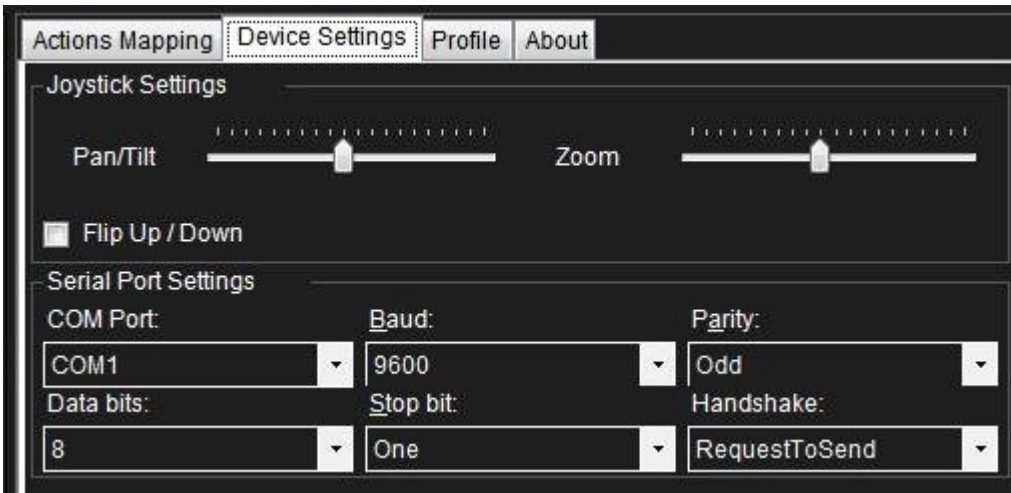 Actions Mapping Device Settings Profile About
Joystick Settings
Pan/Tilt Zoom
Flip Up / Down
Serial Port Settings
COM Port: Baud: Parity:
COM1 9600 Odd
Data bits: Stop bit: Handshake:
8 One RequestToSend